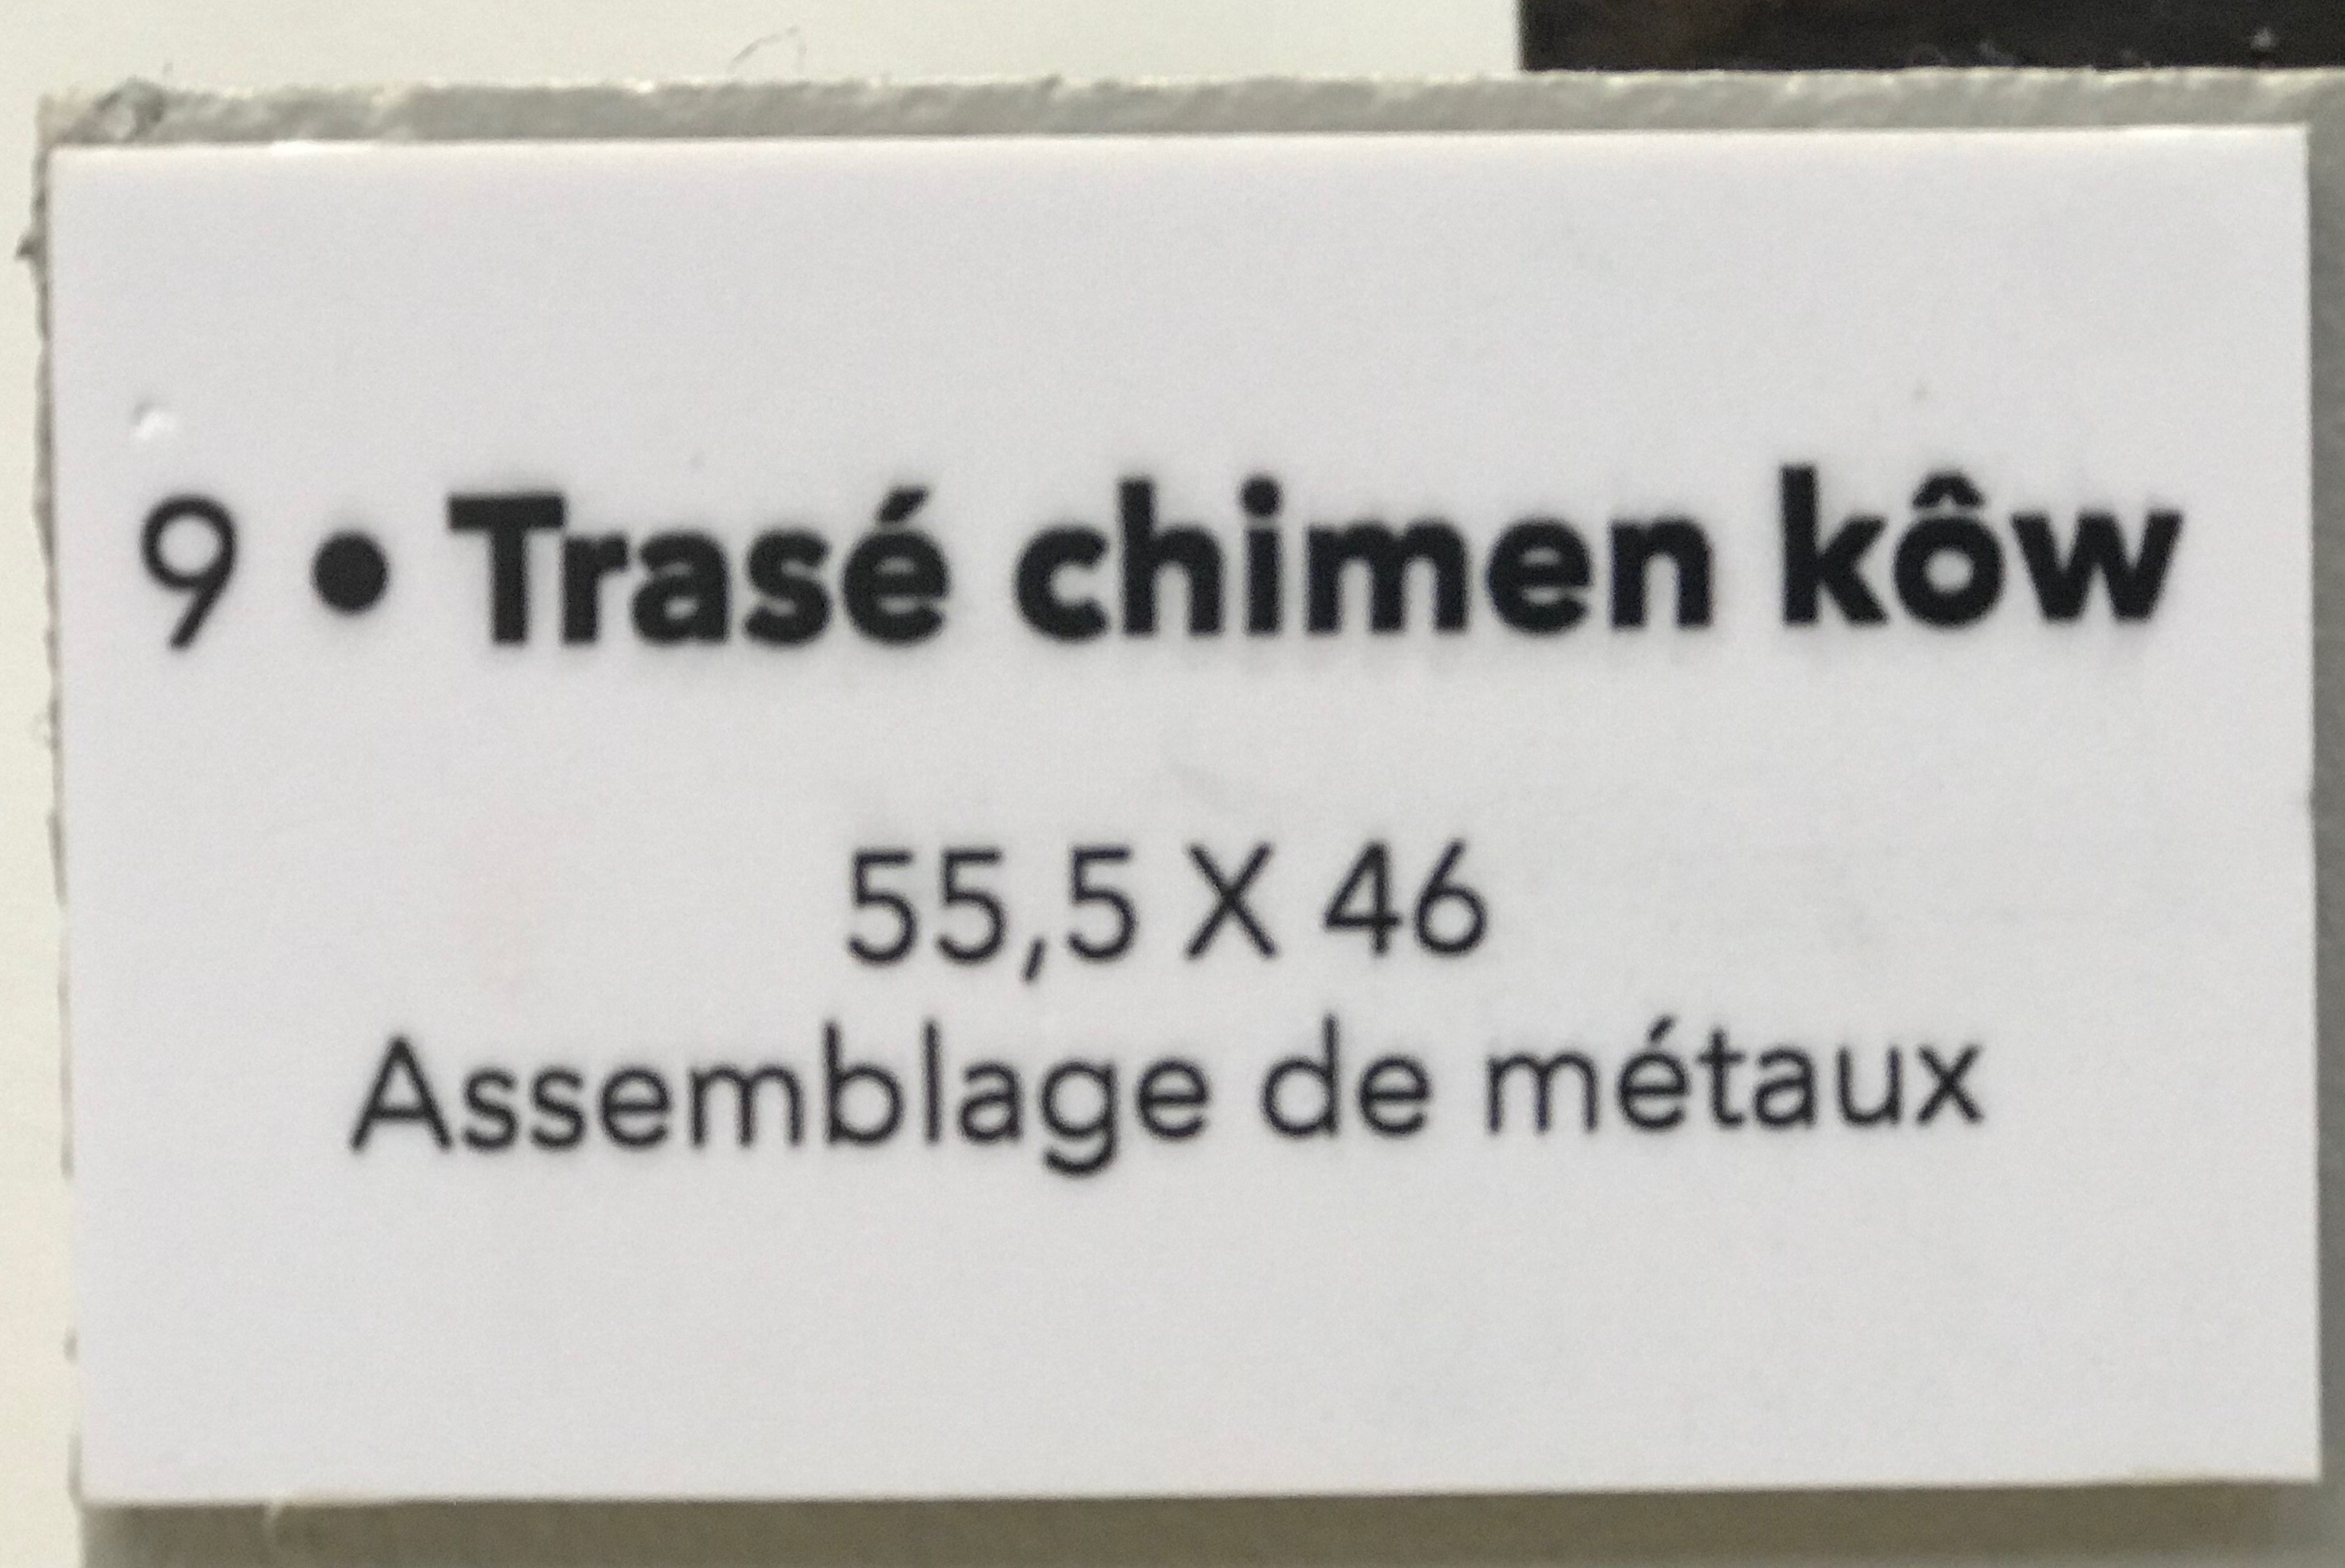 9 • Trasé chimen kôw
55,5 X 46
Assemblage de métaux